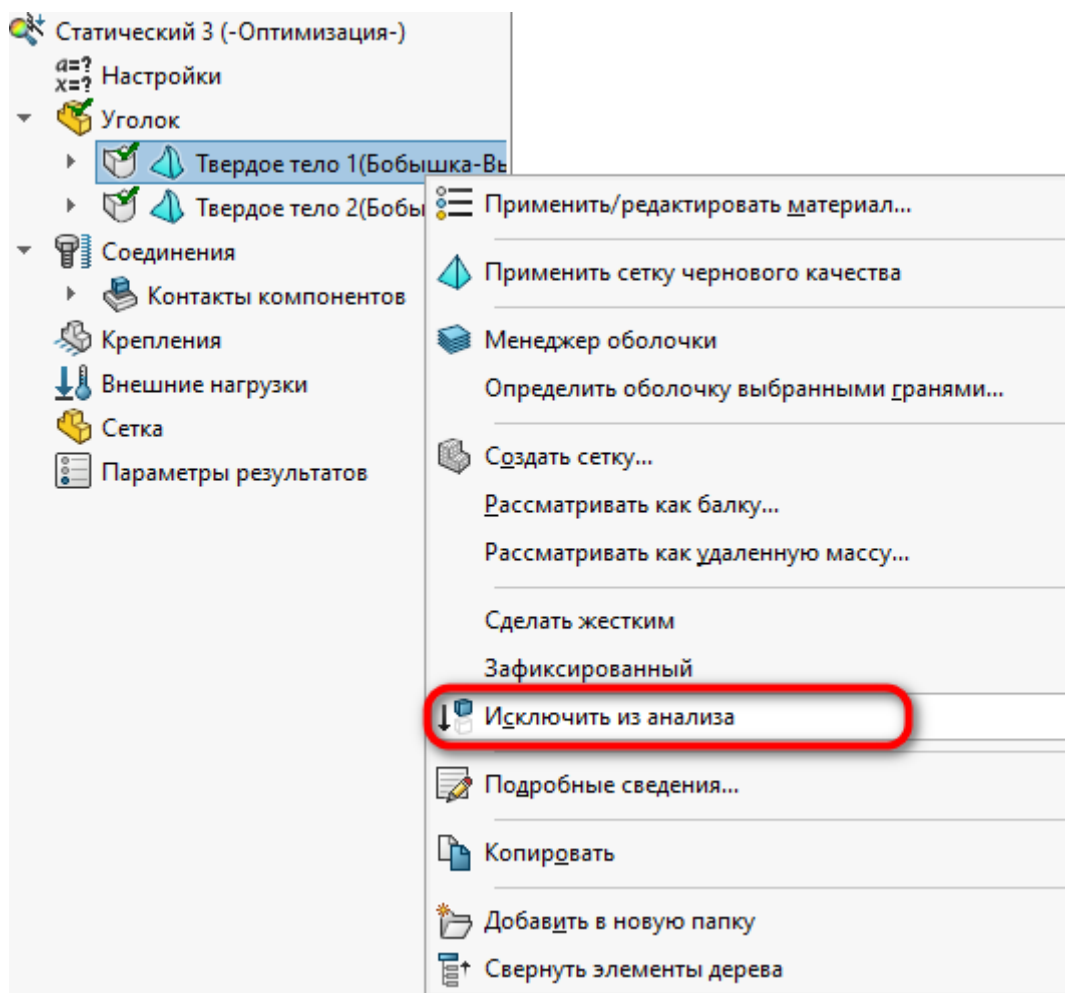 Статический 3 (-Оптимизация-)
a=?
x=?
Настройки
Уголок
Твердое тело 1(Бобышка-Вы
Твердое тело 2(Бобы
Соединения
Контакты компонентов
Крепления
Внешние нагрузки
Сетка
Параметры результатов
Применить/редактировать материал...
Применить сетку чернового качества
Менеджер оболочки
Определить оболочку выбранными гранями...
Создать сетку...
Рассматривать как балку...
Рассматривать как удаленную массу...
Сделать жестким
Зафиксированный
Исключить из анализа
Подробные сведения...
Копировать
Добавить в новую папку
Свернуть элементы дерева